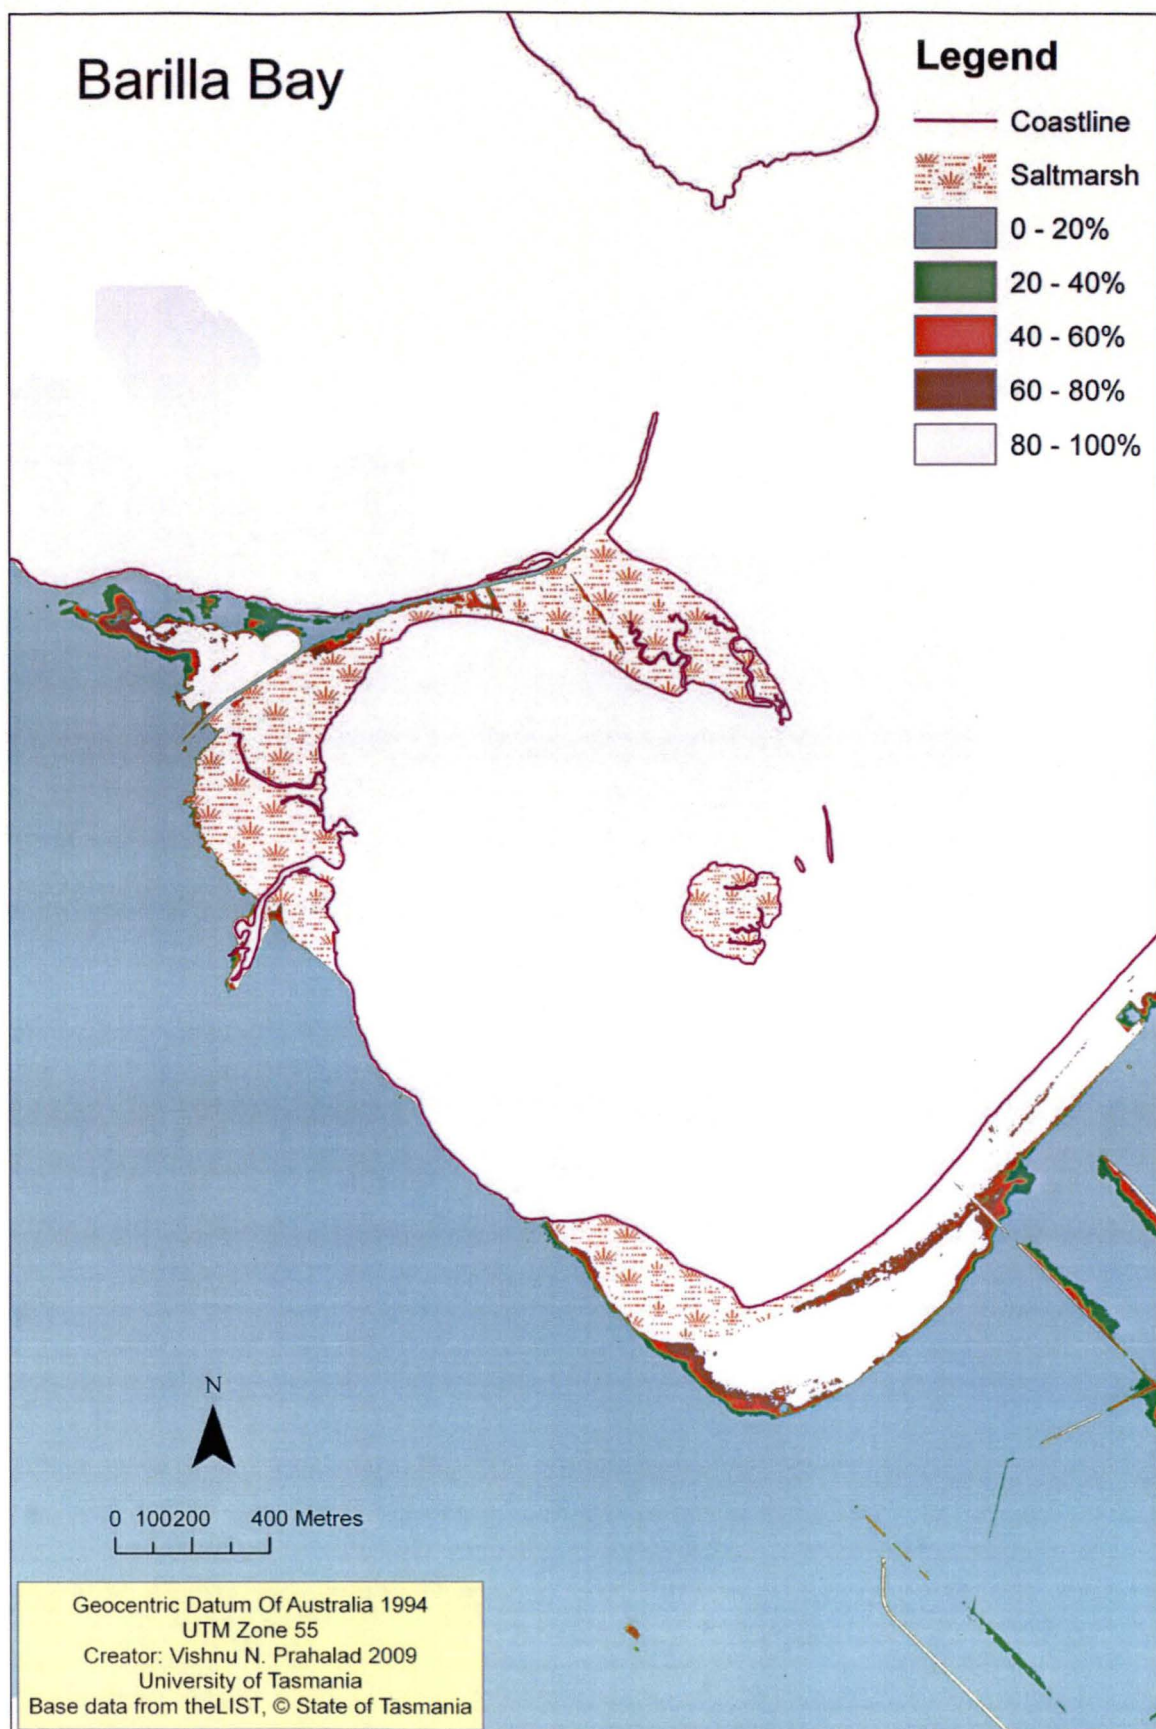 Barilla Bay
Legend
Coastline
Saltmarsh
0 - 20%
20 - 40%
40 - 60%
60 - 80%
80 - 100%
N
0 100200 400 Metres
Geocentric Datum Of Australia 1994
UTM Zone 55
Creator: Vishnu N. Prahalad 2009
University of Tasmania
Base data from theLIST, © State of Tasmania